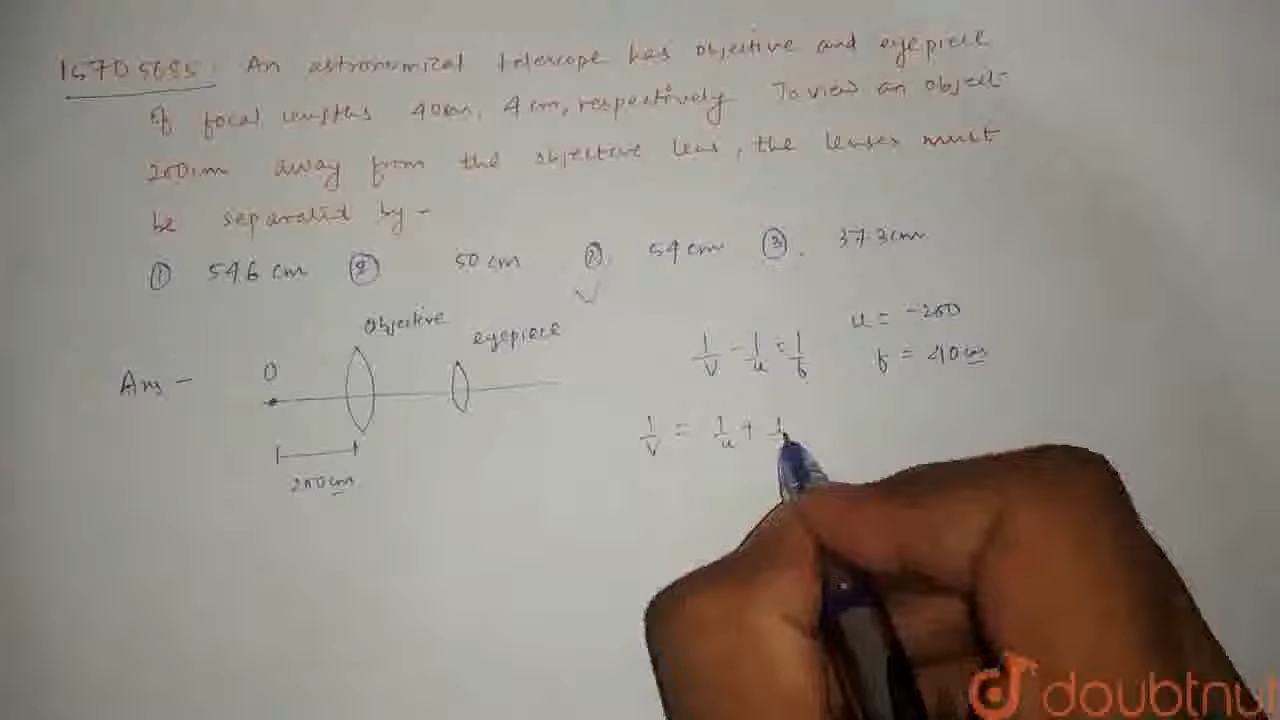 15705685. An astronomical telescope has objective and eyepiece
of focal lengths 40cm, 4cm, respectively. To view an object
200cm away from the objective lens, the lenses must
be separated by -
① 54.6 cm ② 50 cm ③. 54 cm ③. 37.3cm
objective
eyepiece
Ans - O
200cm
1/v - 1/u = 1/f u = -200
f = 40cm
1/v = 1/u + 1
doubtnut